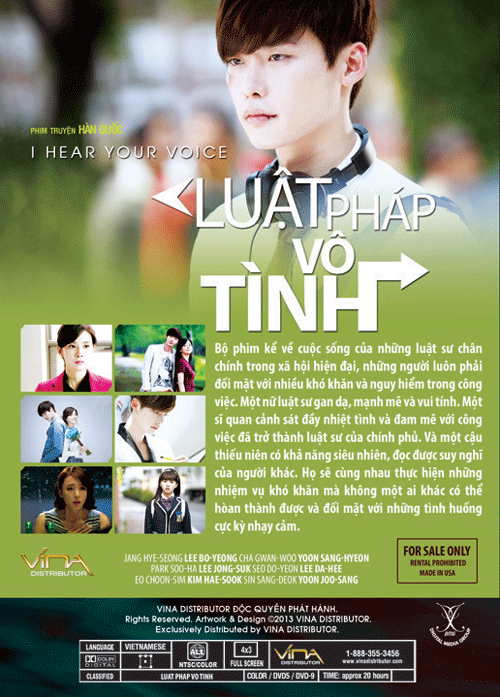 PHIM TRUYỆN HÀN QUỐC
I HEAR YOUR VOICE
LUẬT PHÁP
VÔ
TÌNH
Bộ phim kể về cuộc sống của những luật sư chân
chính trong xã hội hiện đại, những người luôn phải
đối mặt với nhiều khó khăn và nguy hiểm trong công
việc. Một nữ luật sư gan dạ, mạnh mẽ và vui tính. Một
sĩ quan cảnh sát đầy nhiệt tình và đam mê với công
việc đã trở thành luật sư của chính phủ. Và một cậu
thiếu niên có khả năng siêu nhiên, đọc được suy nghĩ
của người khác. Họ sẽ cùng nhau thực hiện những
nhiệm vụ khó khăn mà không một ai khác có thể
hòan thành được và đối mặt với những tình huống
cực kỳ nhạy cảm.
ViNA
DISTRIBUTOR
JANG HYE-SEONG LEE BO-YEONG CHA GWAN-WOO YOON SANG-HYEON
PARK SOO-HA LEE JONG-SUK SEO DO-YEON LEE DA-HEE
EO CHOON-SIM KIM HAE-SOOK SIN SANG-DEOK YOON JOO-SANG
FOR SALE ONLY
RENTAL PROHIBITED
MADE IN USA
VINA DISTRIBUTOR ĐỘC QUYỀN PHÁT HÀNH.
Rights Reserved. Artwork & Design ©2013 VINA DISTRIBUTOR.
Exclusively Distributed by VINA DISTRIBUTOR.
DIGITAL MEDIA GROUP
LANGUAGE VIETNAMESE ALL 4x3 ViNA 1-888-355-3456
DOLBY DIGITAL NTSC/COLOR FULL SCREEN DISTRIBUTOR www.vinadistributor.com
CLASSIFIED LUAT PHAP VO TINH COLOR / DVD5 / DVD-9 TIME: approx 20 hours